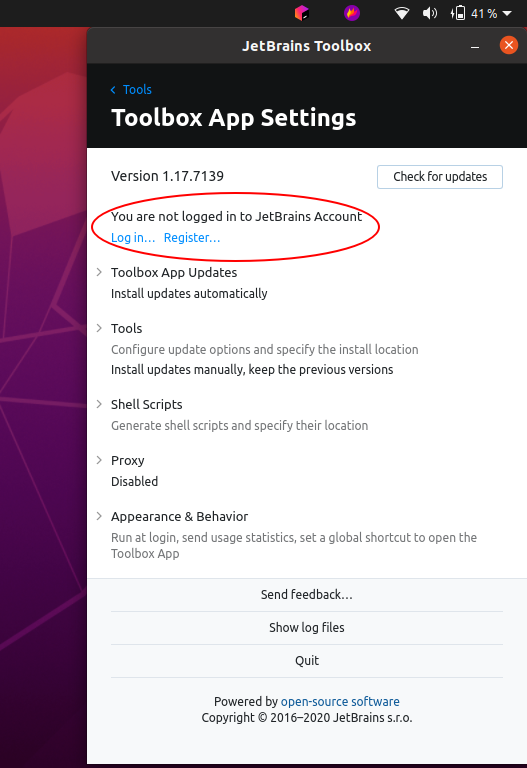 41 %
JetBrains Toolbox
Tools
Toolbox App Settings
Version 1.17.7139
Check for updates
You are not logged in to JetBrains Account
Log in… Register…
Toolbox App Updates
Install updates automatically
Tools
Configure update options and specify the install location
Install updates manually, keep the previous versions
Shell Scripts
Generate shell scripts and specify their location
Proxy
Disabled
Appearance & Behavior
Run at login, send usage statistics, set a global shortcut to open the
Toolbox App
Send feedback…
Show log files
Quit
Powered by open-source software
Copyright © 2016–2020 JetBrains s.r.o.